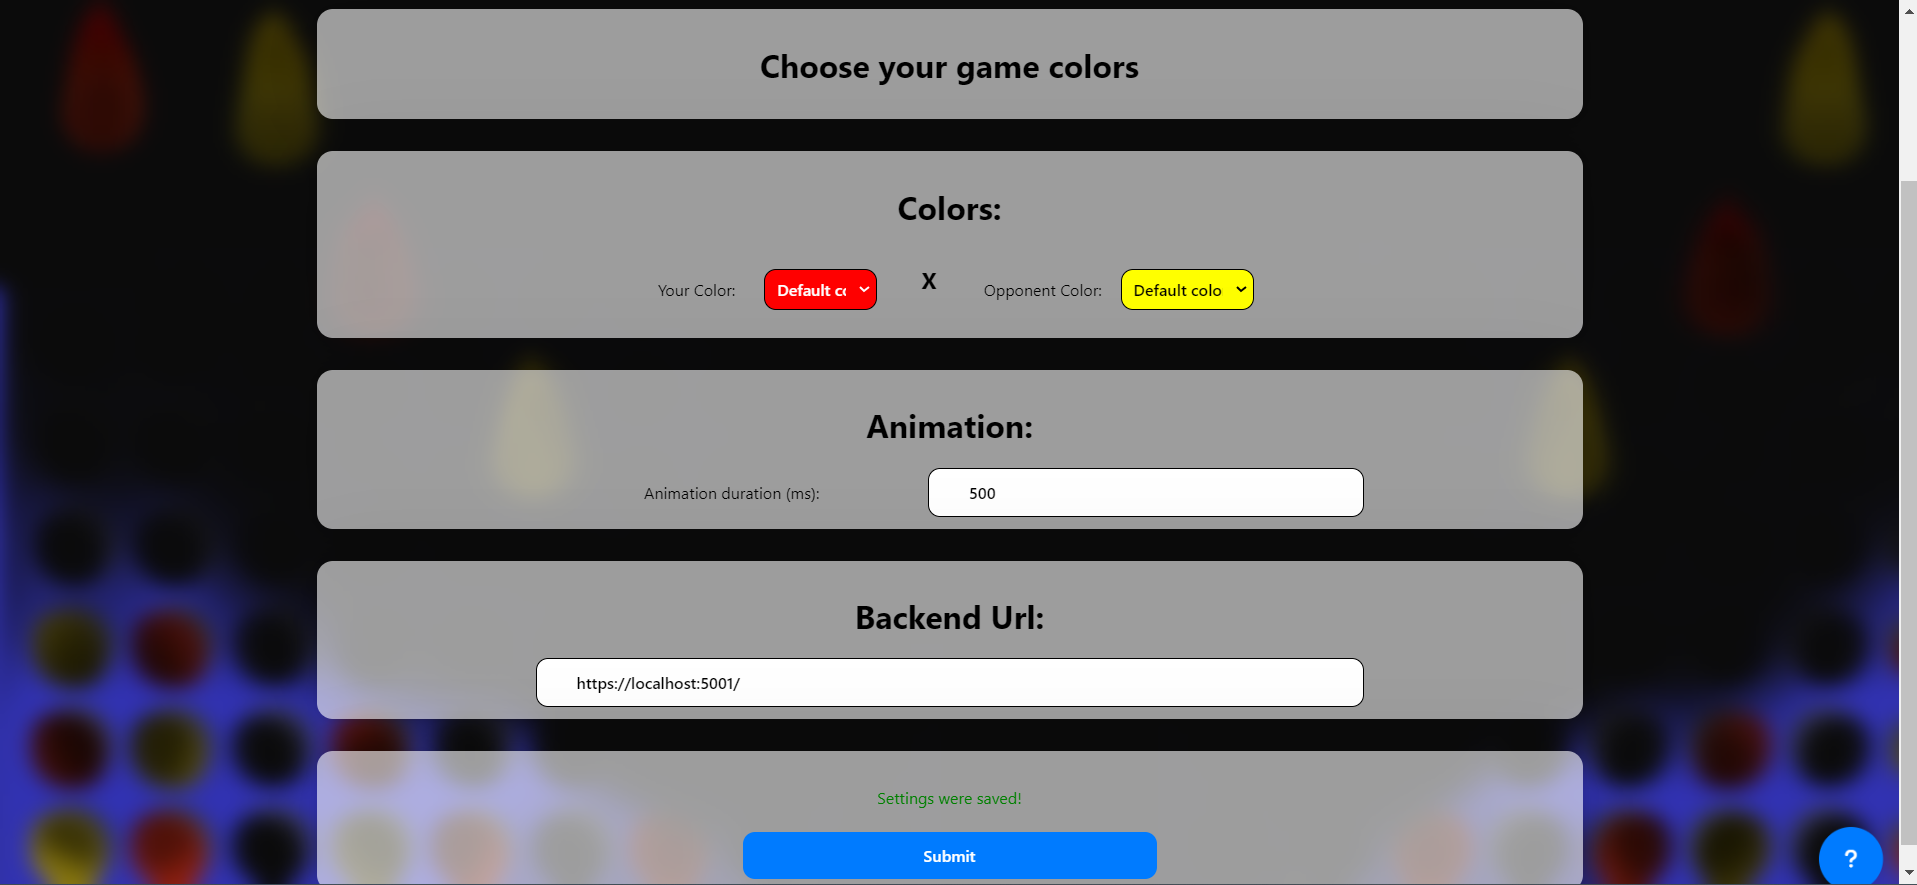 Choose your game colors
Colors:
Your Color: Default co X Opponent Color: Default colo
Animation:
Animation duration (ms): 500
Backend Url:
https://localhost:5001/
Settings were saved!
Submit
?